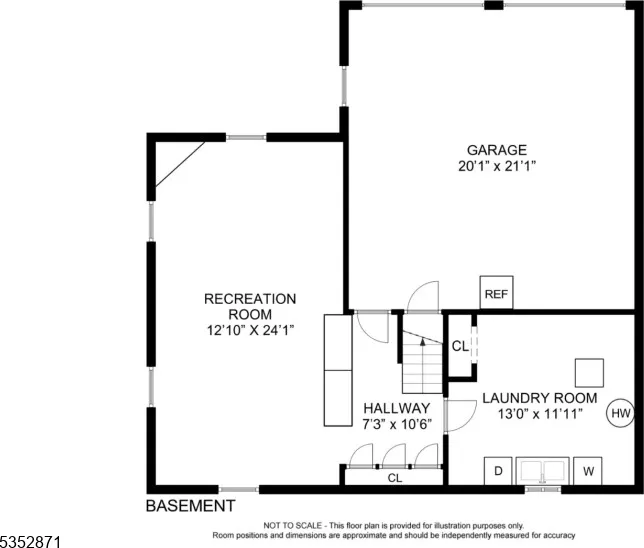 GARAGE
20'1" x 21'1"
REF
RECREATION
ROOM
12'10" X 24'1"
CL
HALLWAY
7'3" x 10'6"
LAUNDRY ROOM
13'0" x 11'11"
HW
D
W
CL
BASEMENT
NOT TO SCALE - This floor plan is provided for illustration purposes only.
Room positions and dimensions are approximate and should be independently measured for accuracy
5352871